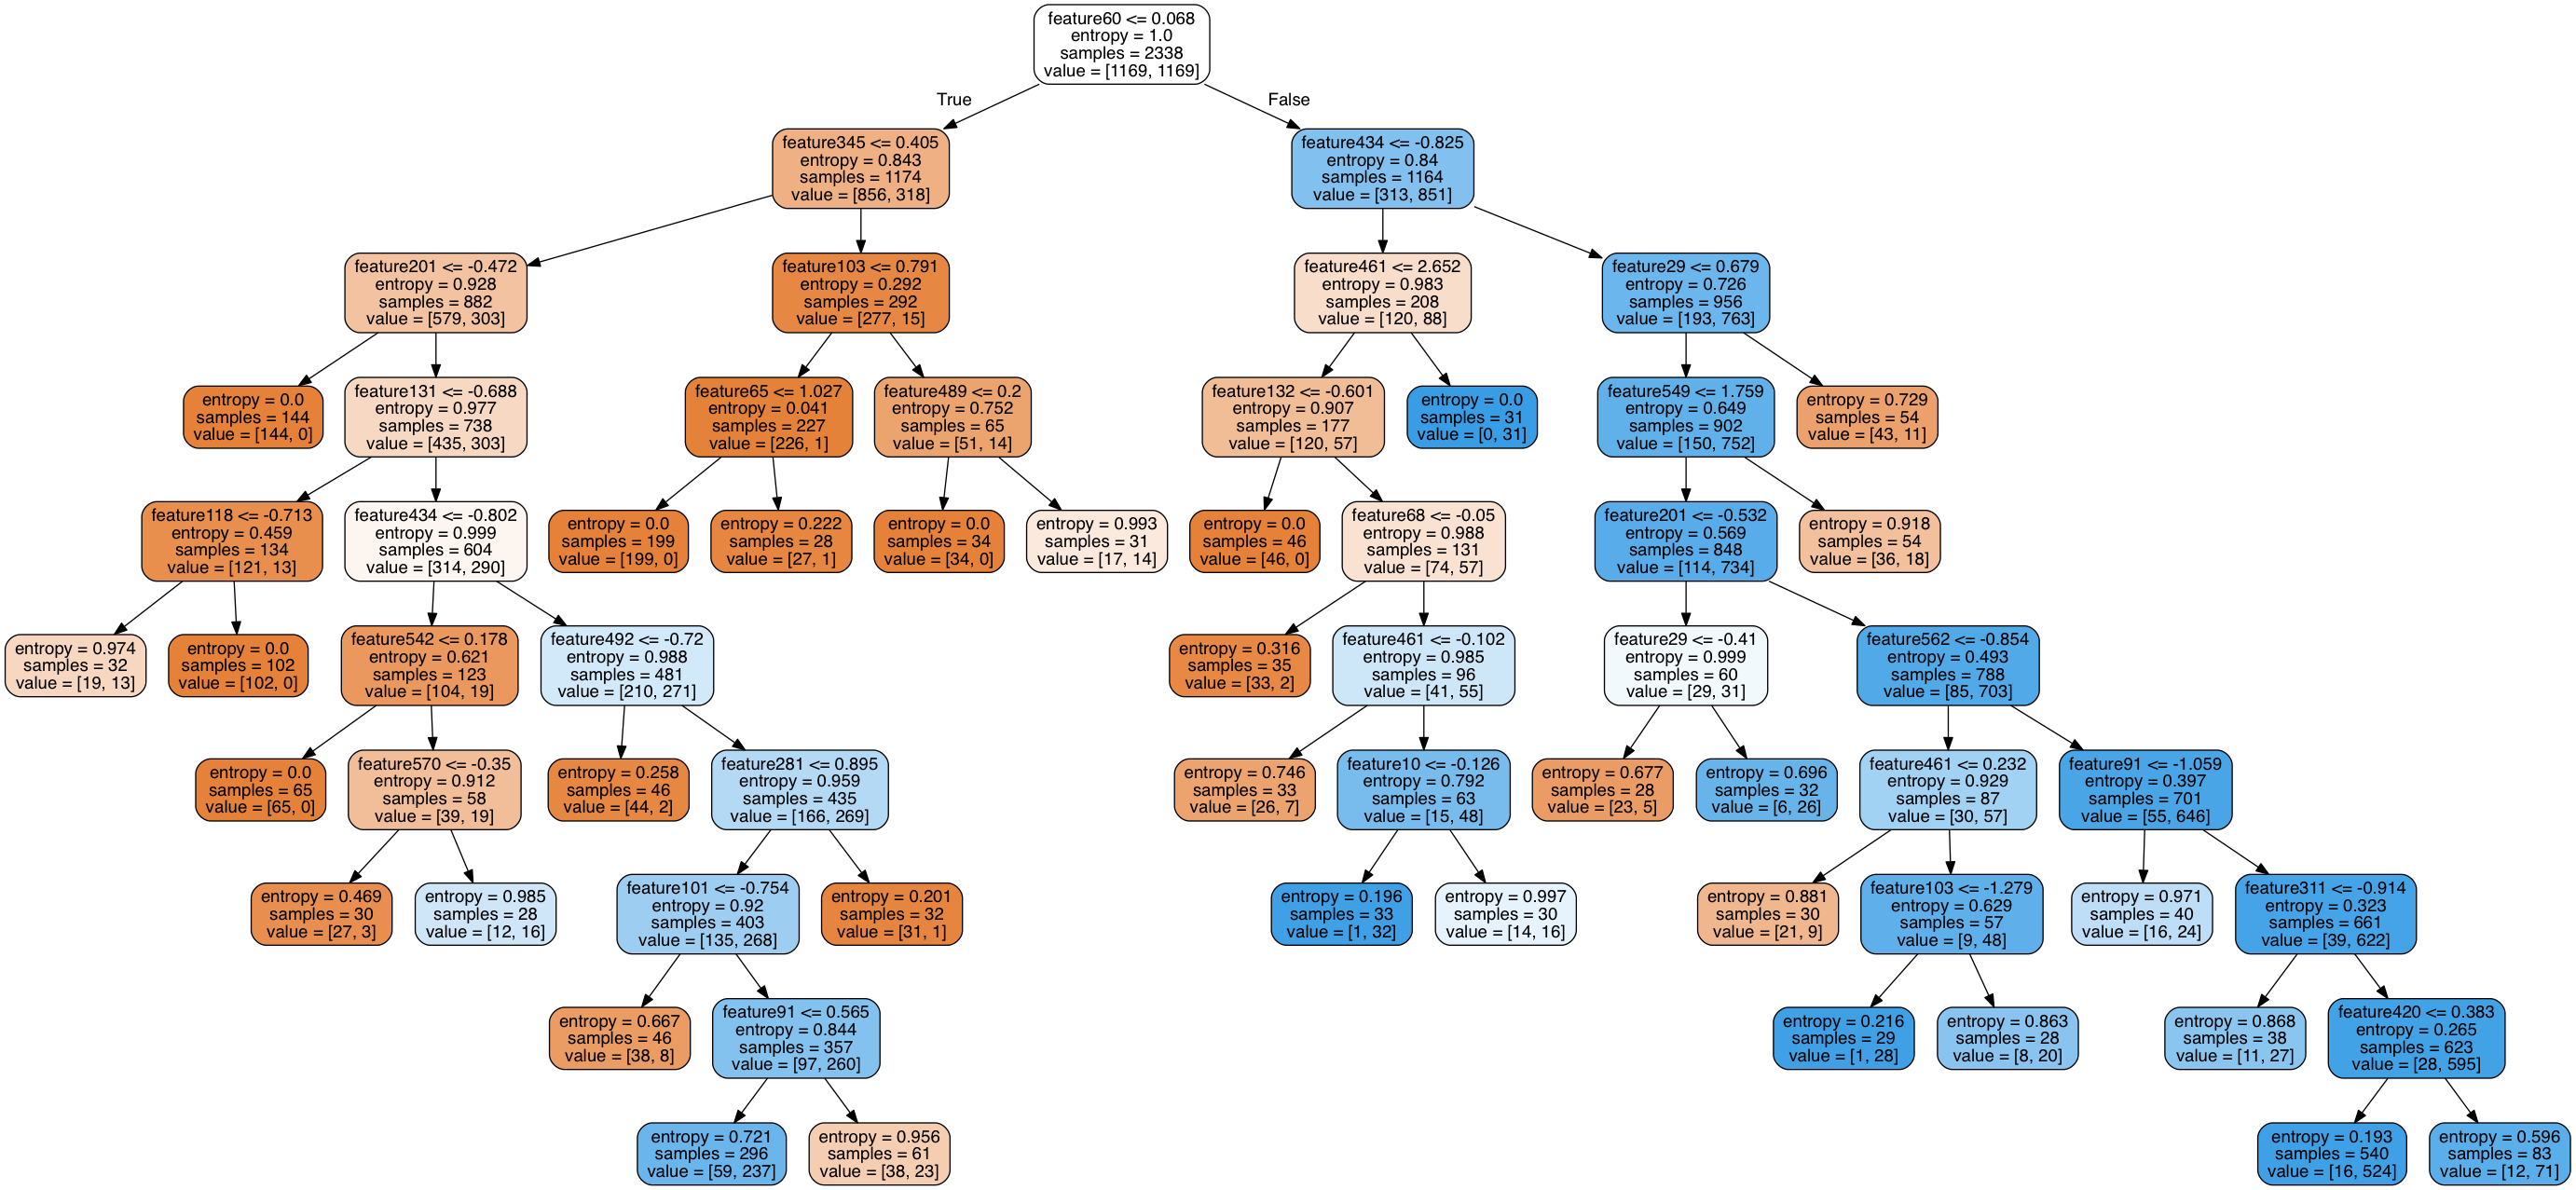 feature60 <= 0.068
entropy = 1.0
samples = 2338
value = [1169, 1169]
True
False
feature345 <= 0.405
entropy = 0.843
samples = 1174
value = [856, 318]
feature434 <= -0.825
entropy = 0.84
samples = 1164
value = [313, 851]
feature201 <= -0.472
entropy = 0.928
samples = 882
value = [579, 303]
feature103 <= 0.791
entropy = 0.292
samples = 292
value = [277, 15]
feature461 <= 2.652
entropy = 0.983
samples = 208
value = [120, 88]
feature29 <= 0.679
entropy = 0.726
samples = 956
value = [193, 763]
entropy = 0.0
samples = 144
value = [144, 0]
feature131 <= -0.688
entropy = 0.977
samples = 738
value = [435, 303]
feature65 <= 1.027
entropy = 0.041
samples = 227
value = [226, 1]
feature489 <= 0.2
entropy = 0.752
samples = 65
value = [51, 14]
feature132 <= -0.601
entropy = 0.907
samples = 177
value = [120, 57]
entropy = 0.0
samples = 31
value = [0, 31]
feature549 <= 1.759
entropy = 0.649
samples = 902
value = [150, 752]
entropy = 0.729
samples = 54
value = [43, 11]
feature118 <= -0.713
entropy = 0.459
samples = 134
value = [121, 13]
feature434 <= -0.802
entropy = 0.999
samples = 604
value = [314, 290]
entropy = 0.0
samples = 199
value = [199, 0]
entropy = 0.222
samples = 28
value = [27, 1]
entropy = 0.0
samples = 34
value = [34, 0]
entropy = 0.993
samples = 31
value = [17, 14]
entropy = 0.0
samples = 46
value = [46, 0]
feature68 <= -0.05
entropy = 0.988
samples = 131
value = [74, 57]
feature201 <= -0.532
entropy = 0.569
samples = 848
value = [114, 734]
entropy = 0.918
samples = 54
value = [36, 18]
entropy = 0.974
samples = 32
value = [19, 13]
entropy = 0.0
samples = 102
value = [102, 0]
feature542 <= 0.178
entropy = 0.621
samples = 123
value = [104, 19]
feature492 <= -0.72
entropy = 0.988
samples = 481
value = [210, 271]
entropy = 0.316
samples = 35
value = [33, 2]
feature461 <= -0.102
entropy = 0.985
samples = 96
value = [41, 55]
feature29 <= -0.41
entropy = 0.999
samples = 60
value = [29, 31]
feature562 <= -0.854
entropy = 0.493
samples = 788
value = [85, 703]
entropy = 0.0
samples = 65
value = [65, 0]
feature570 <= -0.35
entropy = 0.912
samples = 58
value = [39, 19]
entropy = 0.258
samples = 46
value = [44, 2]
feature281 <= 0.895
entropy = 0.959
samples = 435
value = [166, 269]
entropy = 0.746
samples = 33
value = [26, 7]
feature10 <= -0.126
entropy = 0.792
samples = 63
value = [15, 48]
entropy = 0.677
samples = 28
value = [23, 5]
entropy = 0.696
samples = 32
value = [6, 26]
feature461 <= 0.232
entropy = 0.929
samples = 87
value = [30, 57]
feature91 <= -1.059
entropy = 0.397
samples = 701
value = [55, 646]
entropy = 0.469
samples = 30
value = [27, 3]
entropy = 0.985
samples = 28
value = [12, 16]
feature101 <= -0.754
entropy = 0.92
samples = 403
value = [135, 268]
entropy = 0.201
samples = 32
value = [31, 1]
entropy = 0.196
samples = 33
value = [1, 32]
entropy = 0.997
samples = 30
value = [14, 16]
entropy = 0.881
samples = 30
value = [21, 9]
feature103 <= -1.279
entropy = 0.629
samples = 57
value = [9, 48]
entropy = 0.971
samples = 40
value = [16, 24]
feature311 <= -0.914
entropy = 0.323
samples = 661
value = [39, 622]
entropy = 0.667
samples = 46
value = [38, 8]
feature91 <= 0.565
entropy = 0.844
samples = 357
value = [97, 260]
entropy = 0.216
samples = 29
value = [1, 28]
entropy = 0.863
samples = 28
value = [8, 20]
entropy = 0.868
samples = 38
value = [11, 27]
feature420 <= 0.383
entropy = 0.265
samples = 623
value = [28, 595]
entropy = 0.721
samples = 296
value = [59, 237]
entropy = 0.956
samples = 61
value = [38, 23]
entropy = 0.193
samples = 540
value = [16, 524]
entropy = 0.596
samples = 83
value = [12, 71]